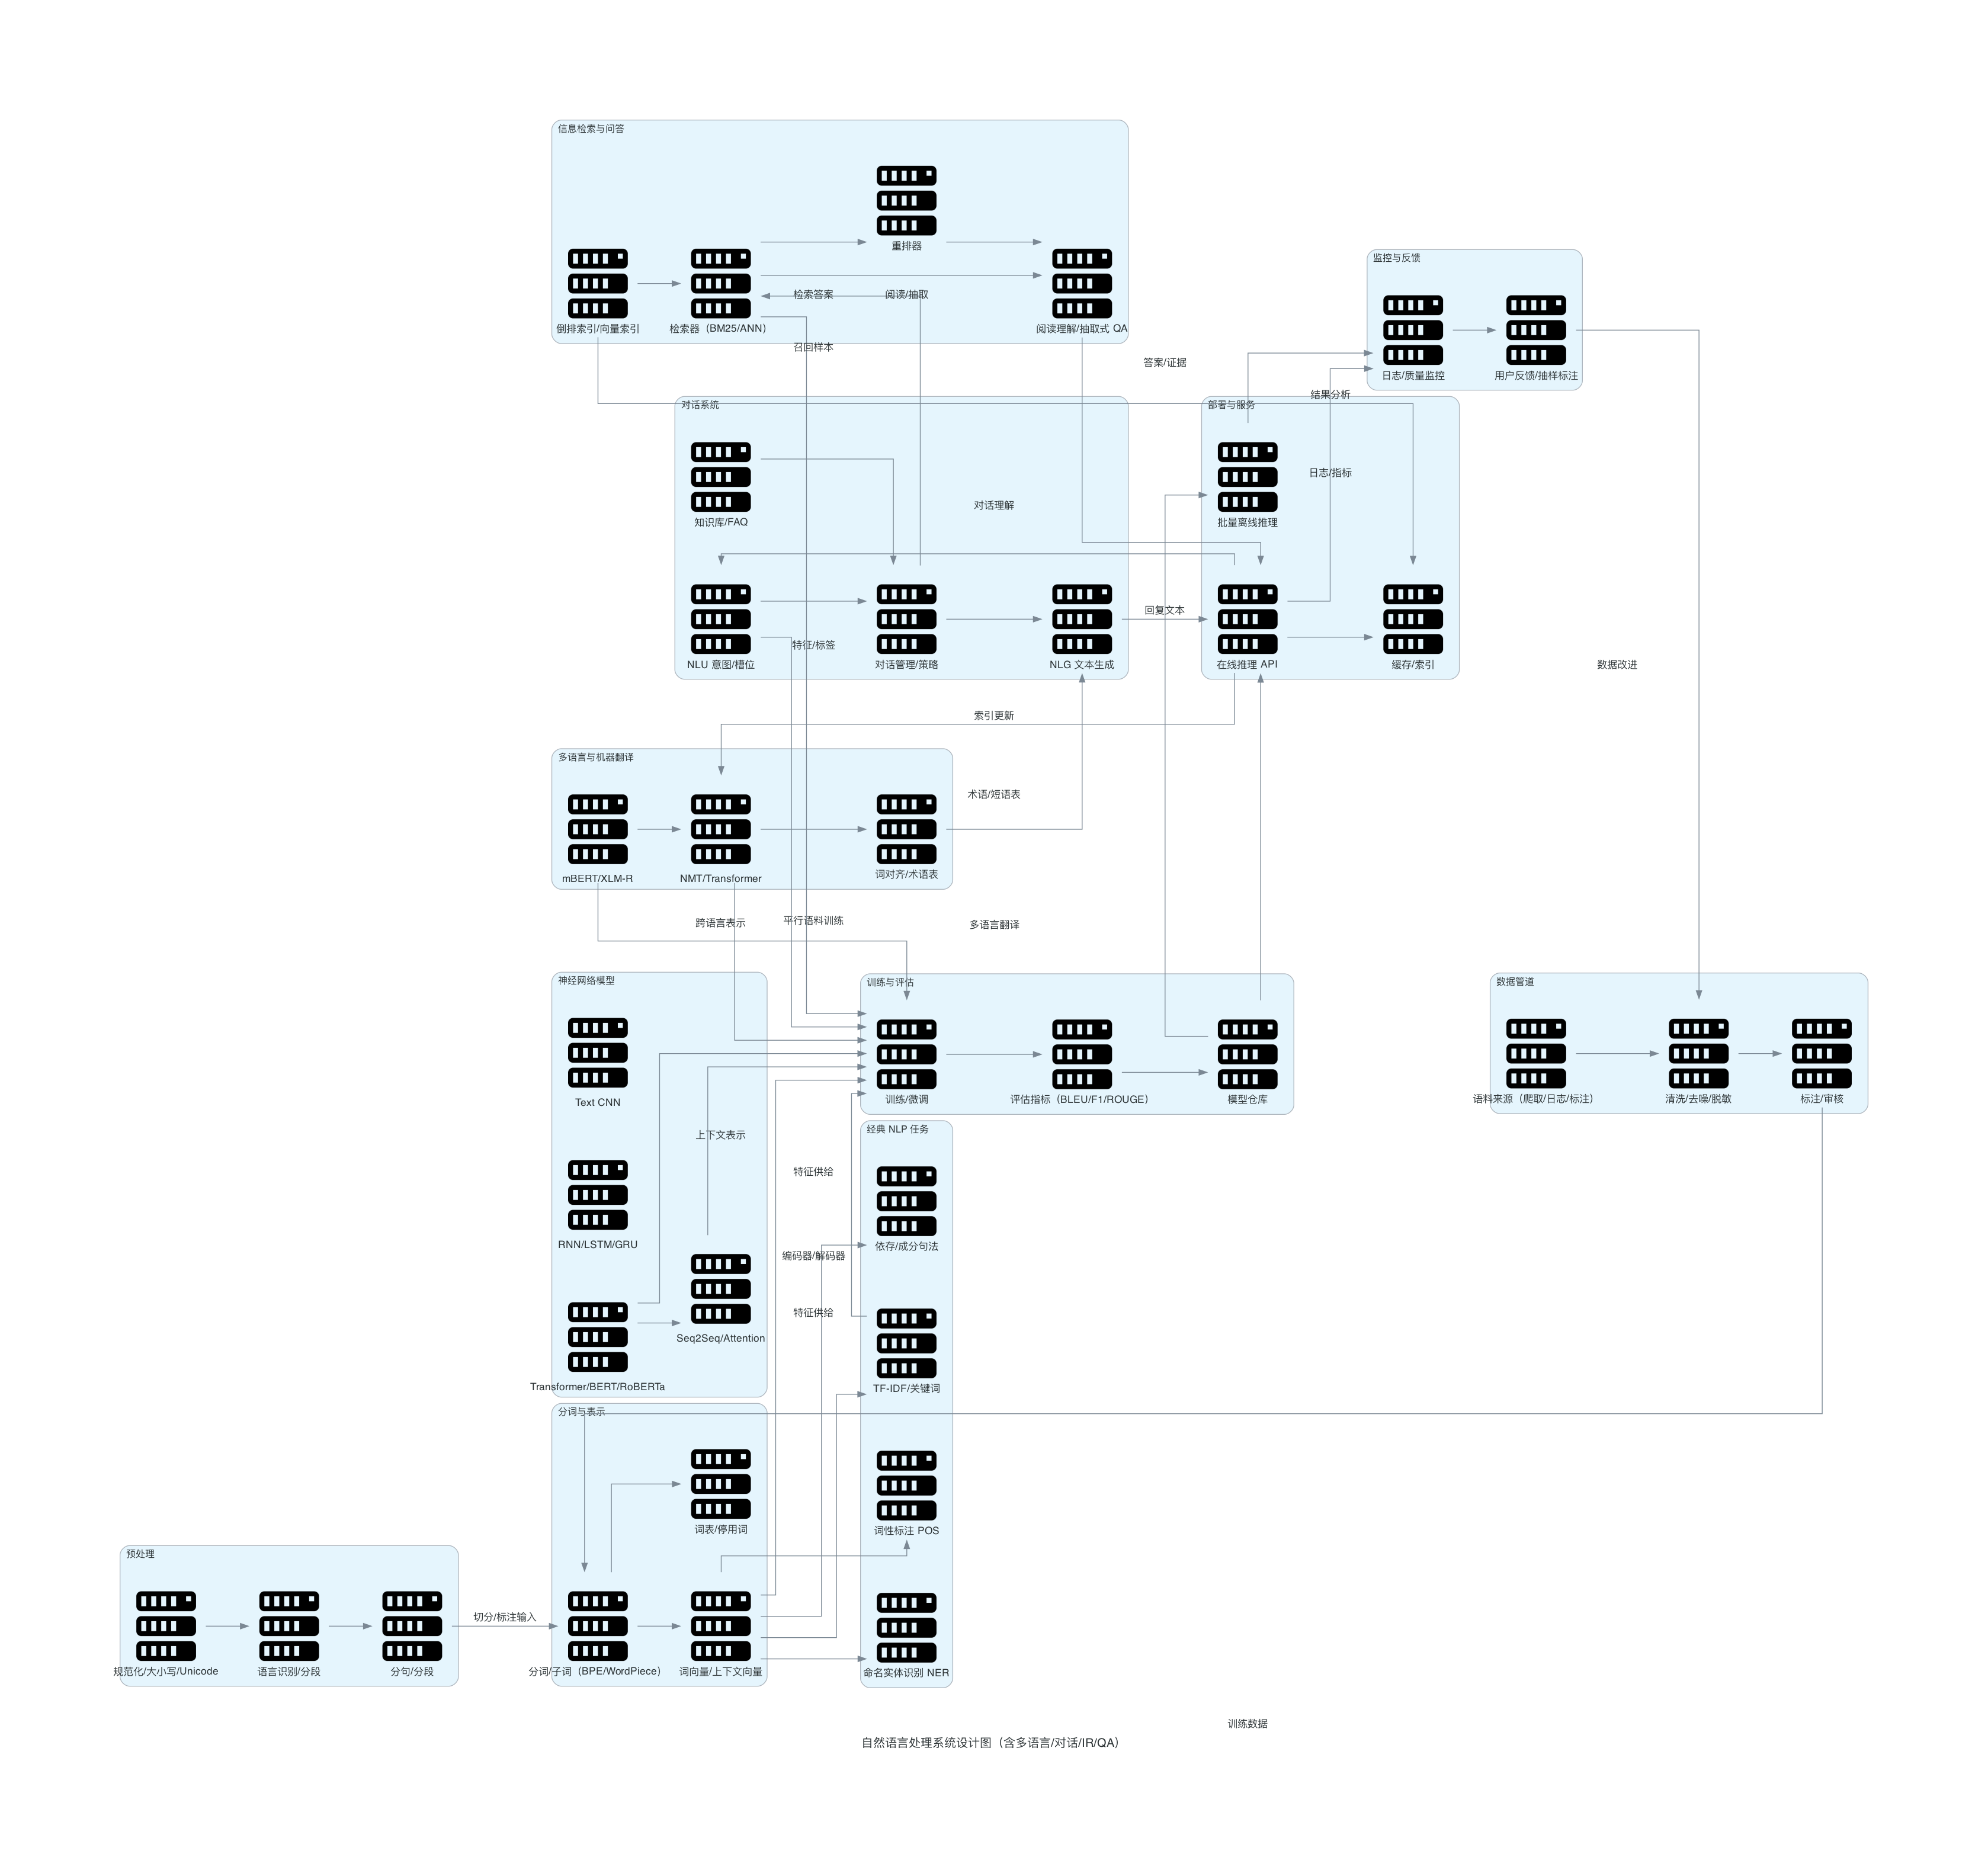 信息检索与问答
重排器
倒排索引/向量索引
检索器（BM25/ANN）
检索答案
阅读/抽取
阅读理解/抽取式 QA
召回样本
答案/证据
监控与反馈
日志/质量监控
用户反馈/抽样标注
结果分析
对话系统
知识库/FAQ
对话理解
NLU 意图/槽位
特征/标签
对话管理/策略
NLG 文本生成
回复文本
部署与服务
批量离线推理
日志/指标
在线推理 API
缓存/索引
数据改进
索引更新
多语言与机器翻译
mBERT/XLM-R
NMT/Transformer
词对齐/术语表
术语/短语表
跨语言表示
平行语料训练
多语言翻译
神经网络模型
Text CNN
上下文表示
RNN/LSTM/GRU
Seq2Seq/Attention
Transformer/BERT/RoBERTa
训练与评估
训练/微调
评估指标（BLEU/F1/ROUGE）
模型仓库
数据管道
语料来源（爬取/日志/标注）
清洗/去噪/脱敏
标注/审核
特征供给
编码器/解码器
特征供给
经典 NLP 任务
依存/成分句法
TF-IDF/关键词
词性标注 POS
命名实体识别 NER
分词与表示
词表/停用词
分词/子词（BPE/WordPiece）
词向量/上下文向量
预处理
规范化/大小写/Unicode
语言识别/分段
分句/分段
切分/标注输入
训练数据
自然语言处理系统设计图（含多语言/对话/IR/QA）